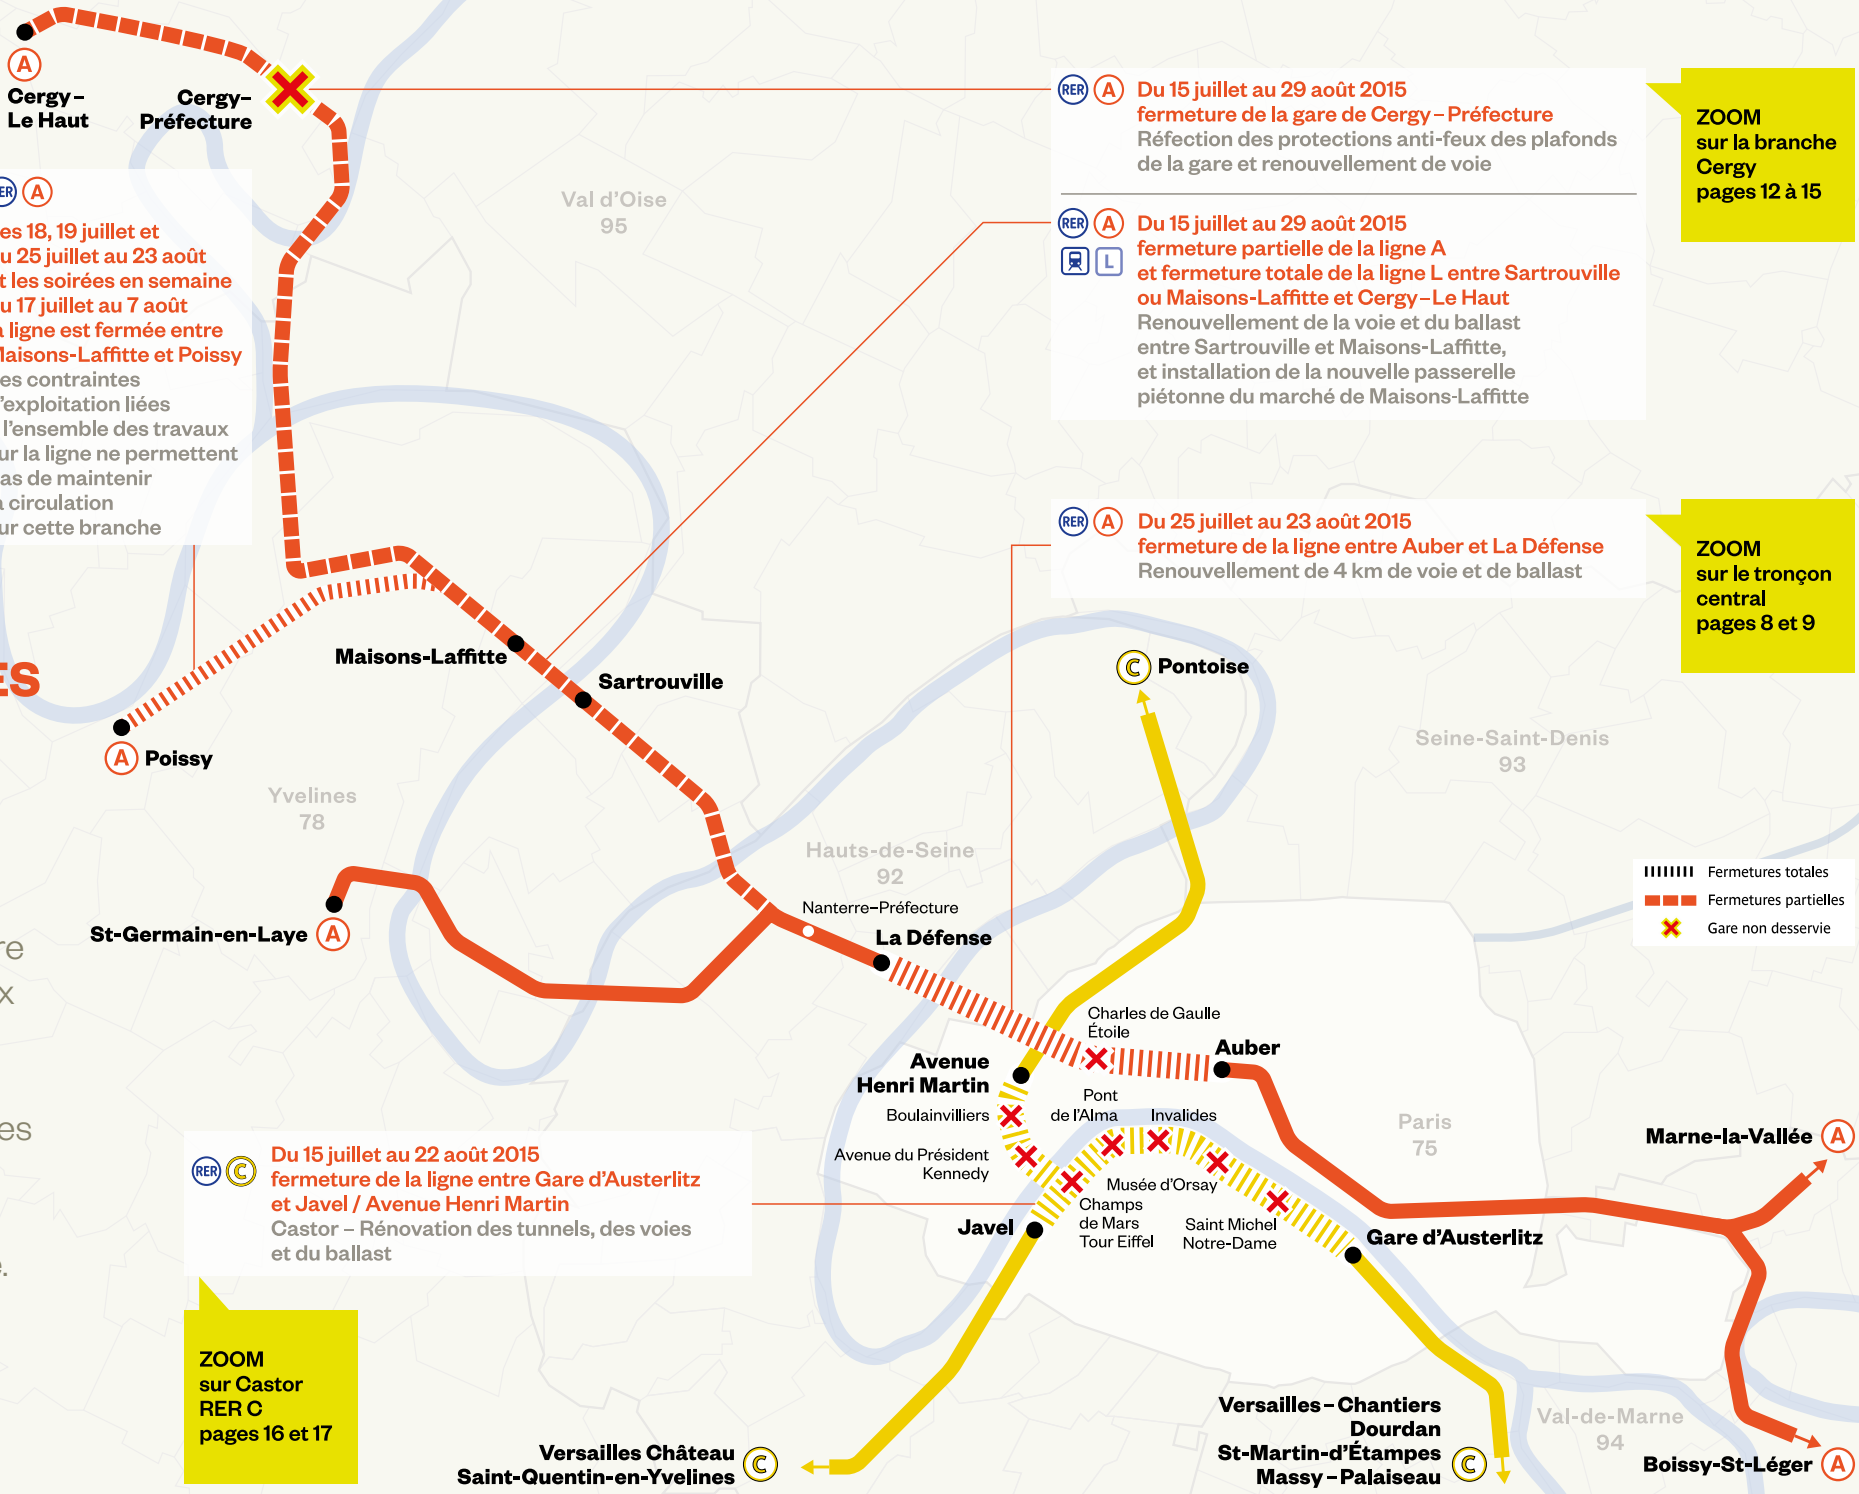 A
Cergy–
Le Haut
Cergy–
Préfecture
RER A
Du 15 juillet au 29 août 2015
fermeture de la gare de Cergy–Préfecture
Réfection des protections anti-feux des plafonds
de la gare et renouvellement de voie
ZOOM
sur la branche
Cergy
pages 12 à 15
RER A
L
Du 15 juillet au 29 août 2015
fermeture partielle de la ligne A
et fermeture totale de la ligne L entre Sartrouville
ou Maisons-Laffitte et Cergy–Le Haut
Renouvellement de la voie et du ballast
entre Sartrouville et Maisons-Laffitte,
et installation de la nouvelle passerelle
piétonne du marché de Maisons-Laffitte
Val d'Oise
95
ER A
es 18, 19 juillet et
u 25 juillet au 23 août
t les soirées en semaine
u 17 juillet au 7 août
a ligne est fermée entre
Maisons-Laffitte et Poissy
es contraintes
'exploitation liées
l'ensemble des travaux
ur la ligne ne permettent
as de maintenir
a circulation
ur cette branche
RER A
Du 25 juillet au 23 août 2015
fermeture de la ligne entre Auber et La Défense
Renouvellement de 4 km de voie et de ballast
ZOOM
sur le tronçon
central
pages 8 et 9
Maisons-Laffitte
Sartrouville
C Pontoise
ES
A Poissy
Yvelines
78
Seine-Saint-Denis
93
Hauts-de-Seine
92
Fermetures totales
Fermetures partielles
Gare non desservie
St-Germain-en-Laye A
Nanterre–Préfecture
La Défense
re
x
es
e.
Charles de Gaulle
Étoile
Auber
Avenue
Henri Martin
Boulainvilliers
Pont
de l'Alma
Invalides
Avenue du Président
Kennedy
Musée d'Orsay
Champs
de Mars
Tour Eiffel
Saint Michel
Notre-Dame
Javel
Gare d'Austerlitz
Paris
75
Marne-la-Vallée A
RER C
Du 15 juillet au 22 août 2015
fermeture de la ligne entre Gare d'Austerlitz
et Javel / Avenue Henri Martin
Castor – Rénovation des tunnels, des voies
et du ballast
ZOOM
sur Castor
RER C
pages 16 et 17
Versailles Château
Saint-Quentin-en-Yvelines
C
Versailles–Chantiers
Dourdan
St-Martin-d'Étampes
Massy–Palaiseau
C
Val-de-Marne
94
Boissy-St-Léger A